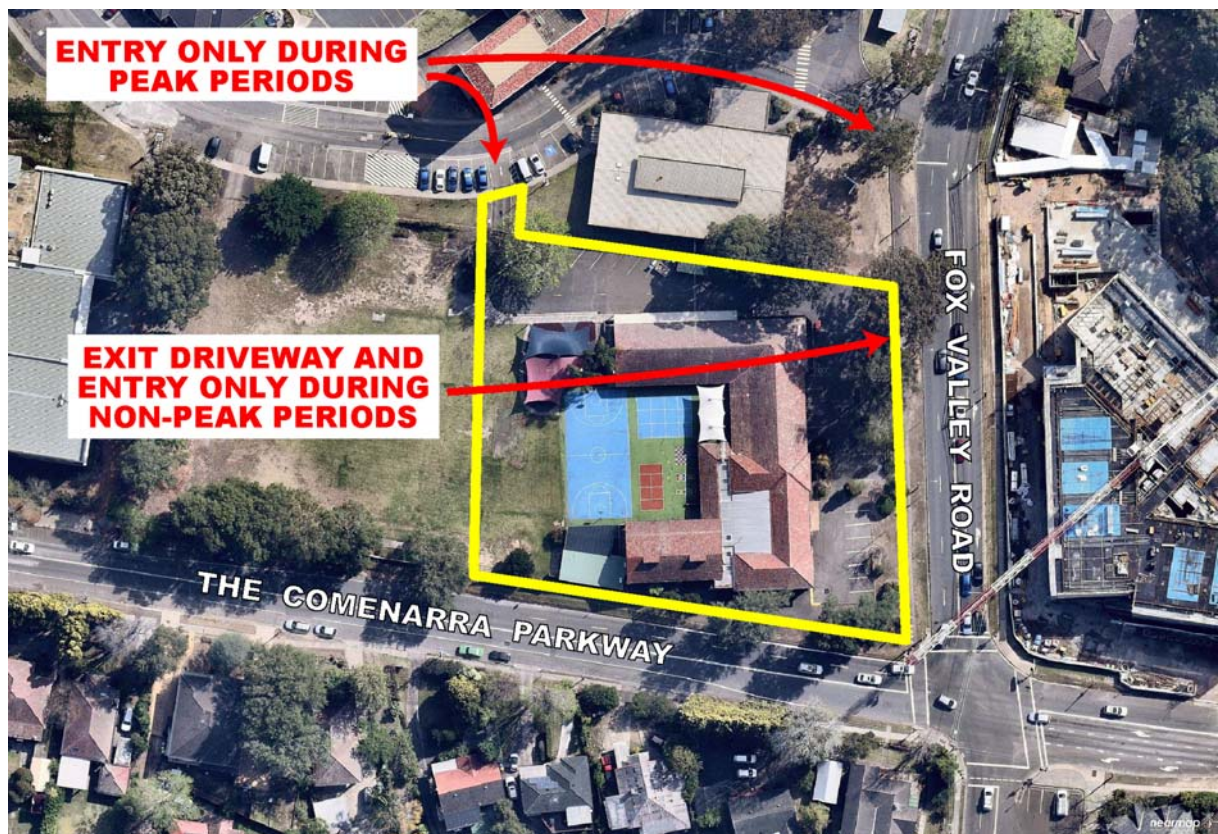 ENTRY ONLY DURING
PEAK PERIODS
EXIT DRIVEWAY AND
ENTRY ONLY DURING
NON-PEAK PERIODS
FOX VALLEY ROAD
THE COMENARRA PARKWAY
nearmap